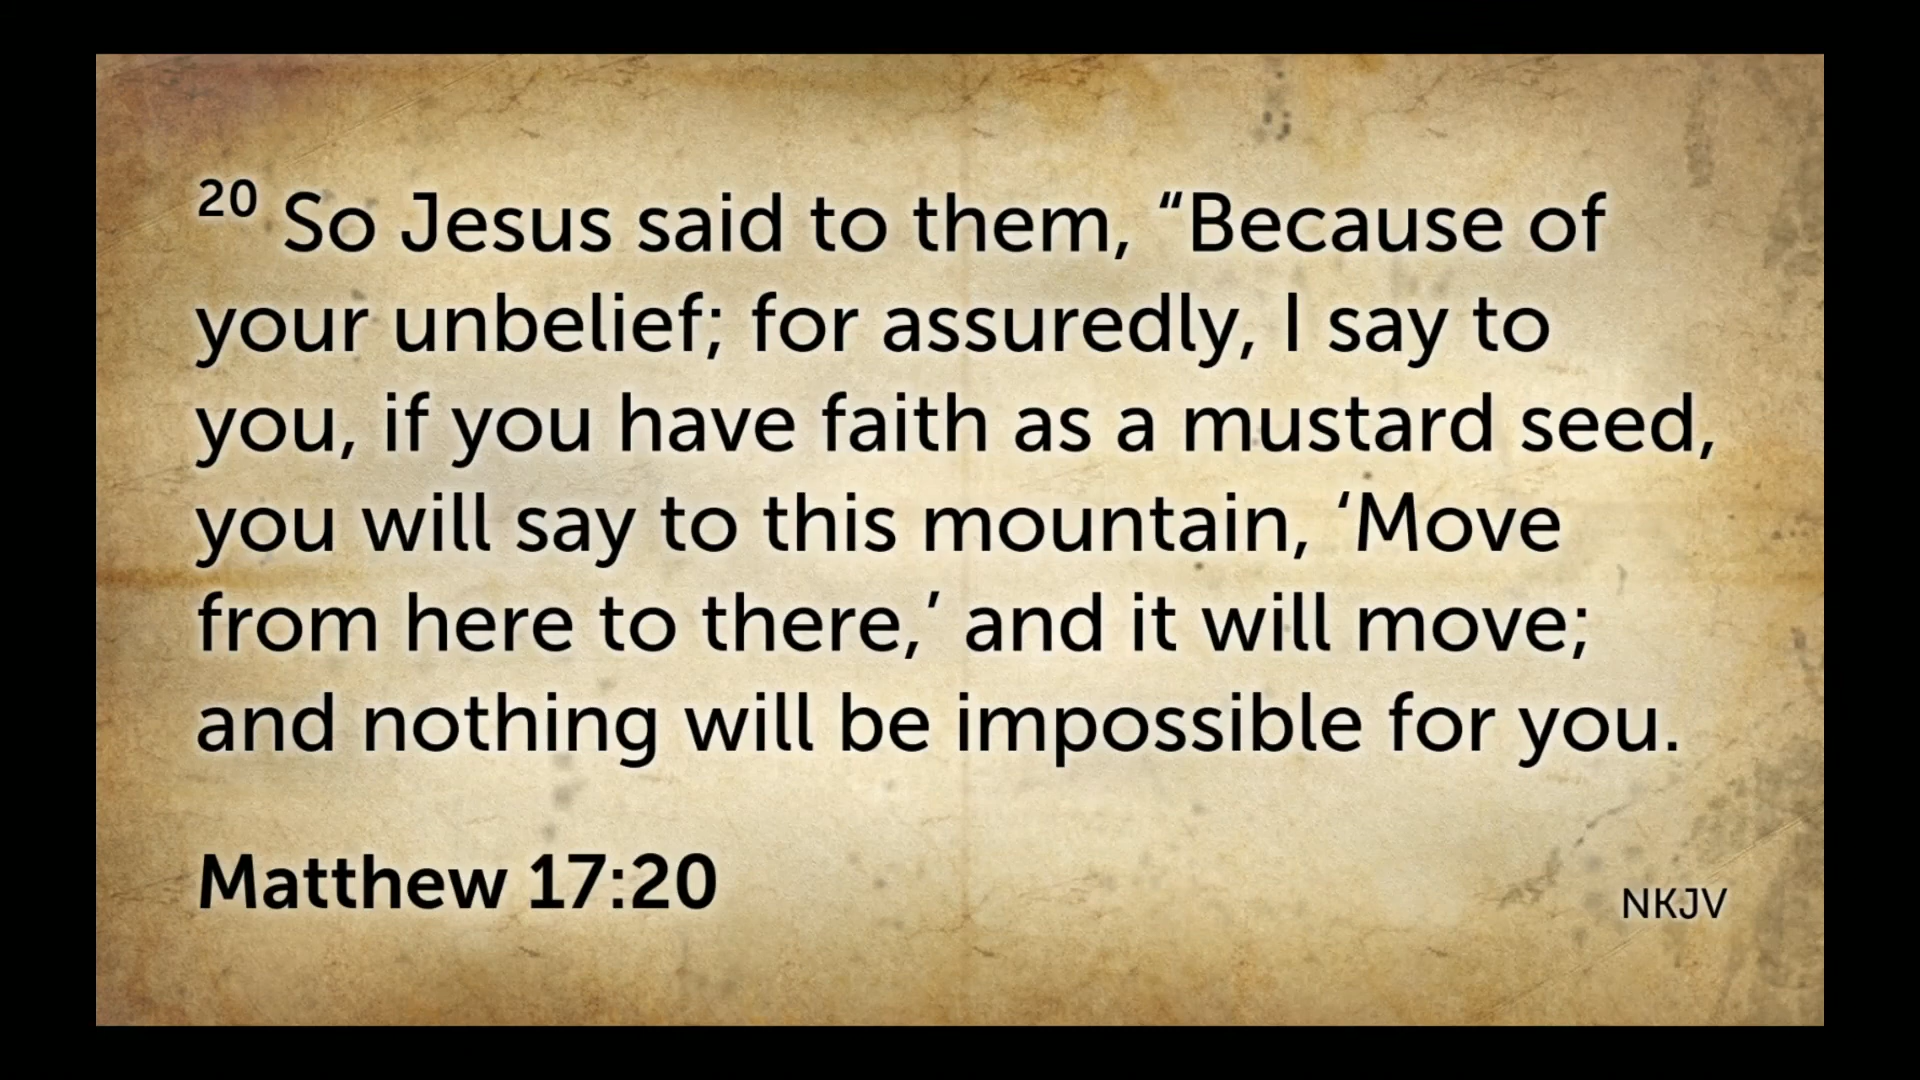 20 So Jesus said to them, “Because of
your unbelief; for assuredly, I say to
you, if you have faith as a mustard seed,
you will say to this mountain, ‘Move
from here to there,’ and it will move;
and nothing will be impossible for you.
Matthew 17:20
NKJV